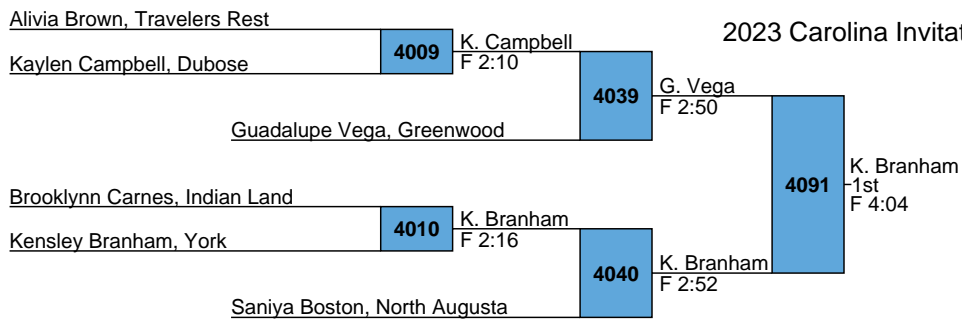 Alivia Brown, Travelers Rest
2023 Carolina Invitat
4009
K. Campbell
F 2:10
Kaylen Campbell, Dubose
4039
G. Vega
F 2:50
Guadalupe Vega, Greenwood
4091
K. Branham
1st
F 4:04
Brooklynn Carnes, Indian Land
4010
K. Branham
F 2:16
Kensley Branham, York
4040
K. Branham
F 2:52
Saniya Boston, North Augusta